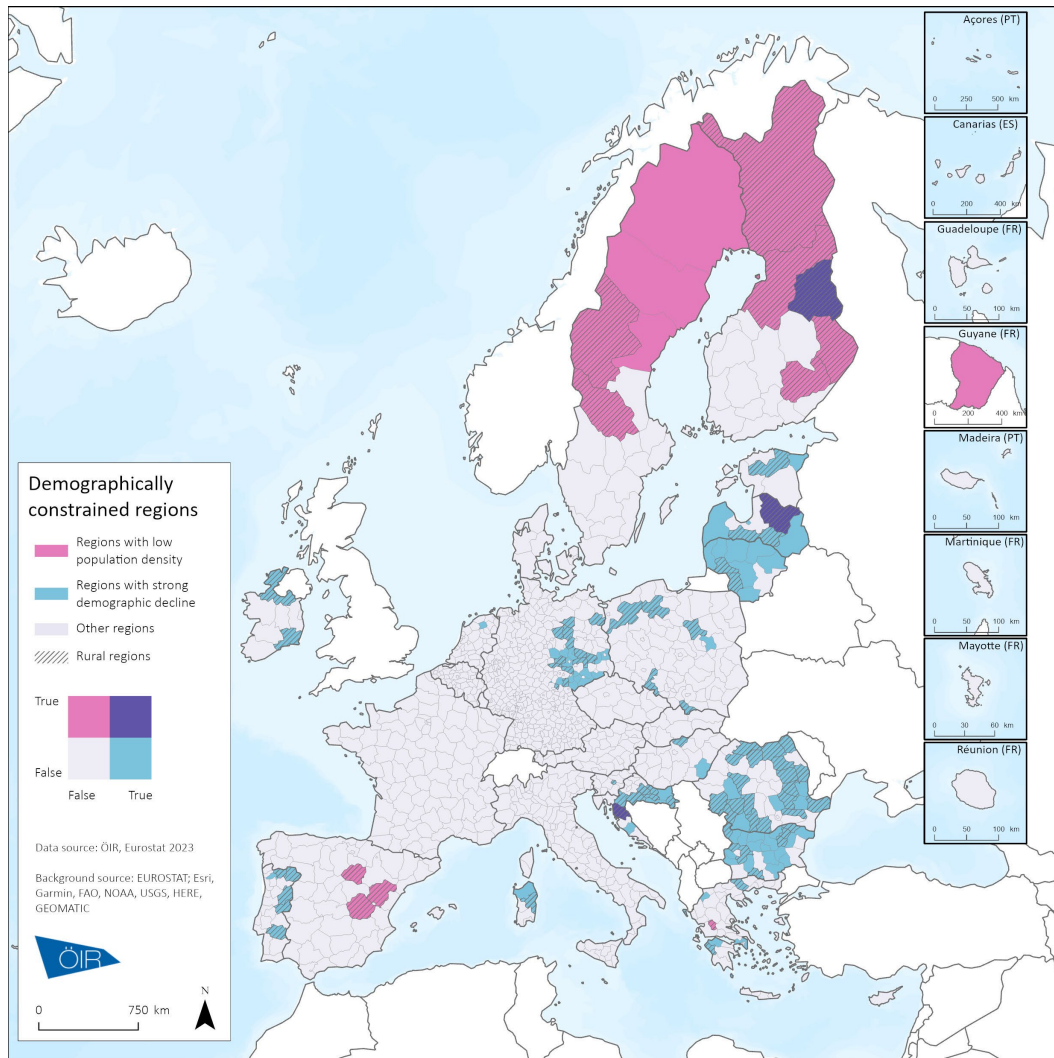 Açores (PT)
0 250 500 km
Canarias (ES)
0 200 400 km
Guadeloupe (FR)
0 50 100 km
Guyane (FR)
0 200 400 km
Madeira (PT)
0 50 100 km
Martinique (FR)
0 50 100 km
Mayotte (FR)
0 30 60 km
Réunion (FR)
0 50 100 km
Demographically
constrained regions
Regions with low
population density
Regions with strong
demographic decline
Other regions
Rural regions
True
False
False True
Data source: ÖIR, Eurostat 2023
Background source: EUROSTAT; Esri,
Garmin, FAO, NOAA, USGS, HERE,
GEOMATIC
ÖIR
N
0 750 km